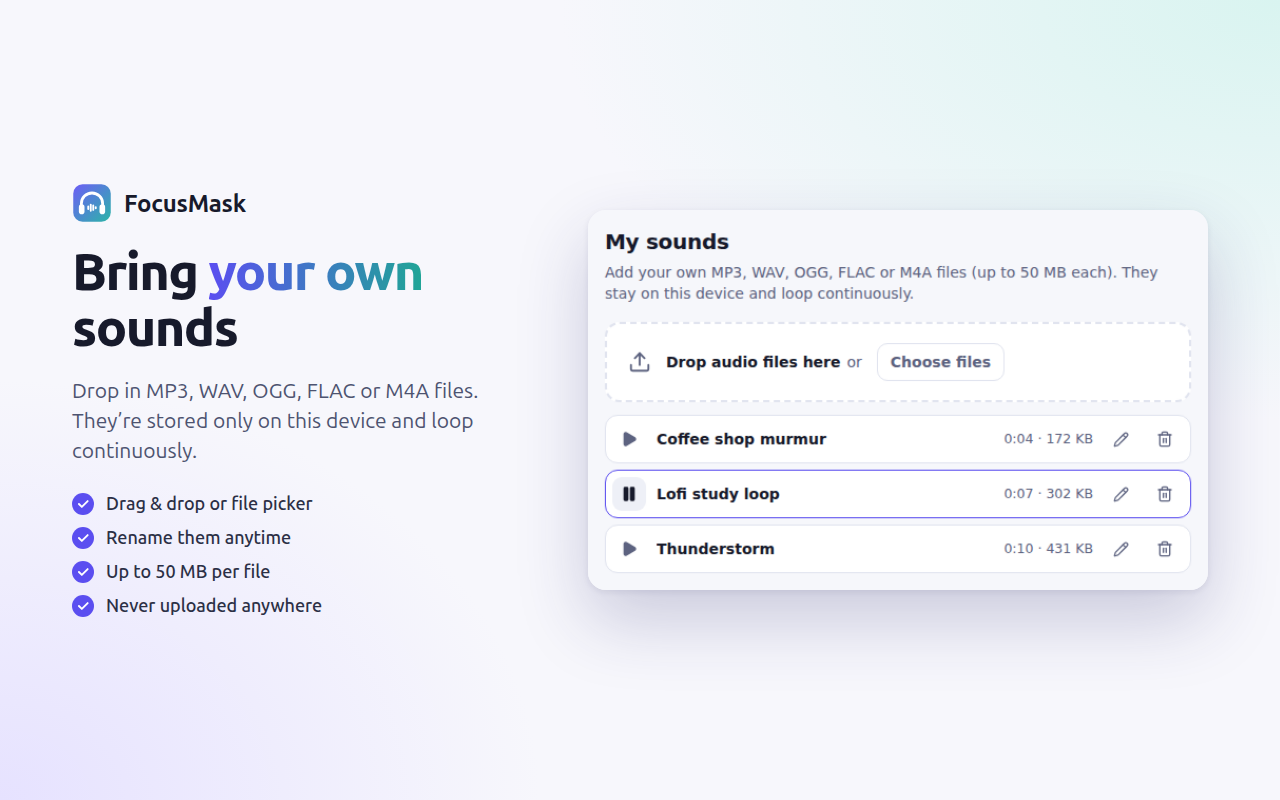 FocusMask
Bring your own
sounds
Drop in MP3, WAV, OGG, FLAC or M4A files.
They’re stored only on this device and loop
continuously.
Drag & drop or file picker
Rename them anytime
Up to 50 MB per file
Never uploaded anywhere
My sounds
Add your own MP3, WAV, OGG, FLAC or M4A files (up to 50 MB each). They
stay on this device and loop continuously.
Drop audio files here or Choose files
Coffee shop murmur 0:04 · 172 KB
Lofi study loop 0:07 · 302 KB
Thunderstorm 0:10 · 431 KB